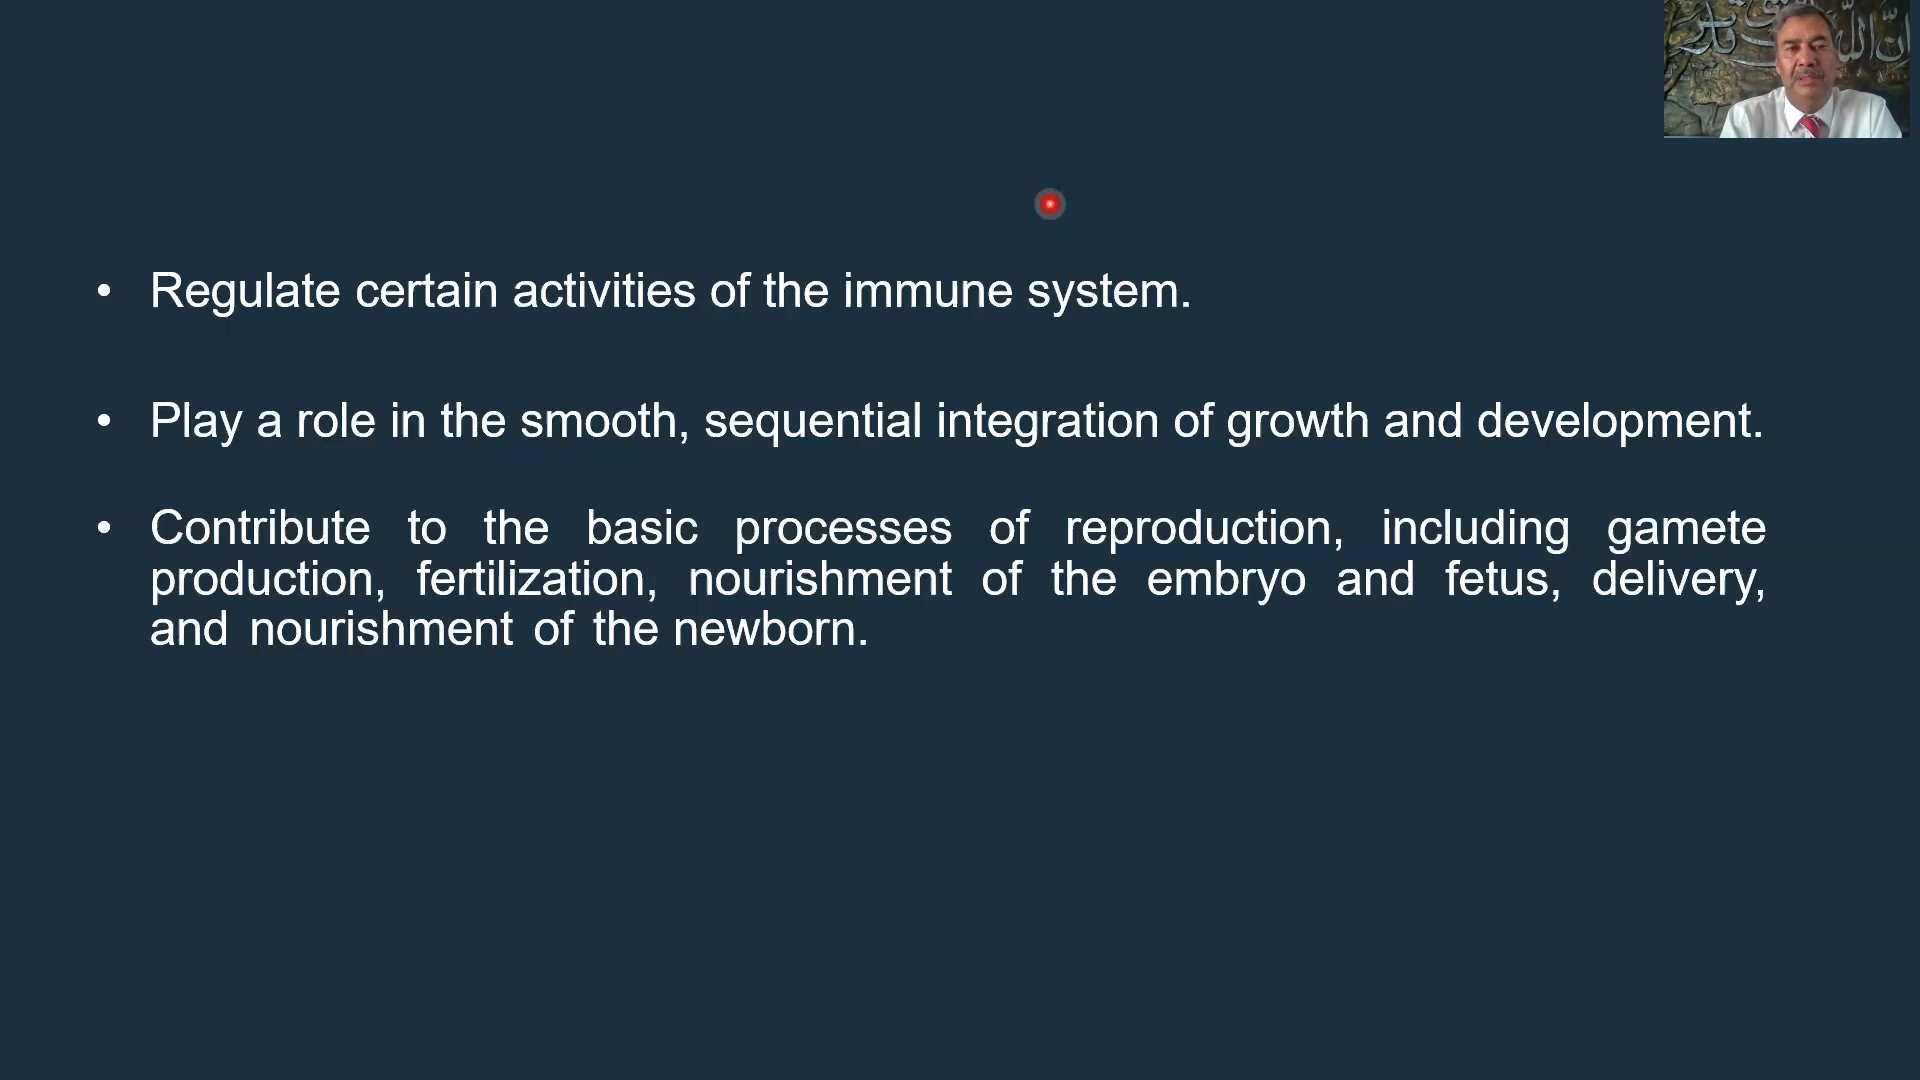 • Regulate certain activities of the immune system.
• Play a role in the smooth, sequential integration of growth and development.
• Contribute to the basic processes of reproduction, including gamete
production, fertilization, nourishment of the embryo and fetus, delivery,
and nourishment of the newborn.